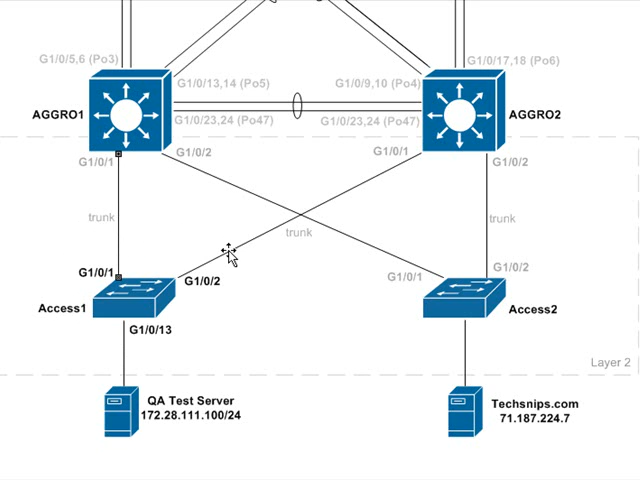 G1/0/5,6 (Po3)
G1/0/17,18 (Po6)
G1/0/13,14 (Po5)
G1/0/9,10 (Po4)
AGGRO1
AGGRO2
G1/0/23,24 (Po47)
G1/0/23,24 (Po47)
G1/0/1
G1/0/2
G1/0/1
G1/0/2
trunk
trunk
trunk
G1/0/1
G1/0/2
G1/0/1
G1/0/2
Access1
Access2
G1/0/13
Layer 2
QA Test Server
172.28.111.100/24
Techsnips.com
71.187.224.7